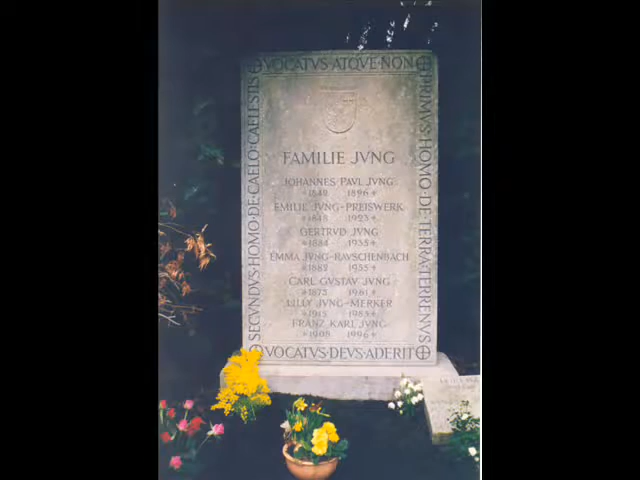 VOCATVS·ATQVE·NON
PRIMVS·HOMO·DE·TERRA·TERRENVS
SECVNDVS·HOMO·DE·CAELO·CAELESTIS
VOCATVS·DEVS·ADERIT
FAMILIE JVNG
JOHANNES PAVL JVNG
1896
EMILIE JVNG-PREISWERK
1848 1923
GERTRVD JVNG
1884 1935
EMMA JVNG-RAVSCHENBACH
1882 1955
CARL GVSTAV JVNG
1875 1961
LILLY JVNG-MERKER
1915 1983
FRANZ KARL JVNG
1908 1996